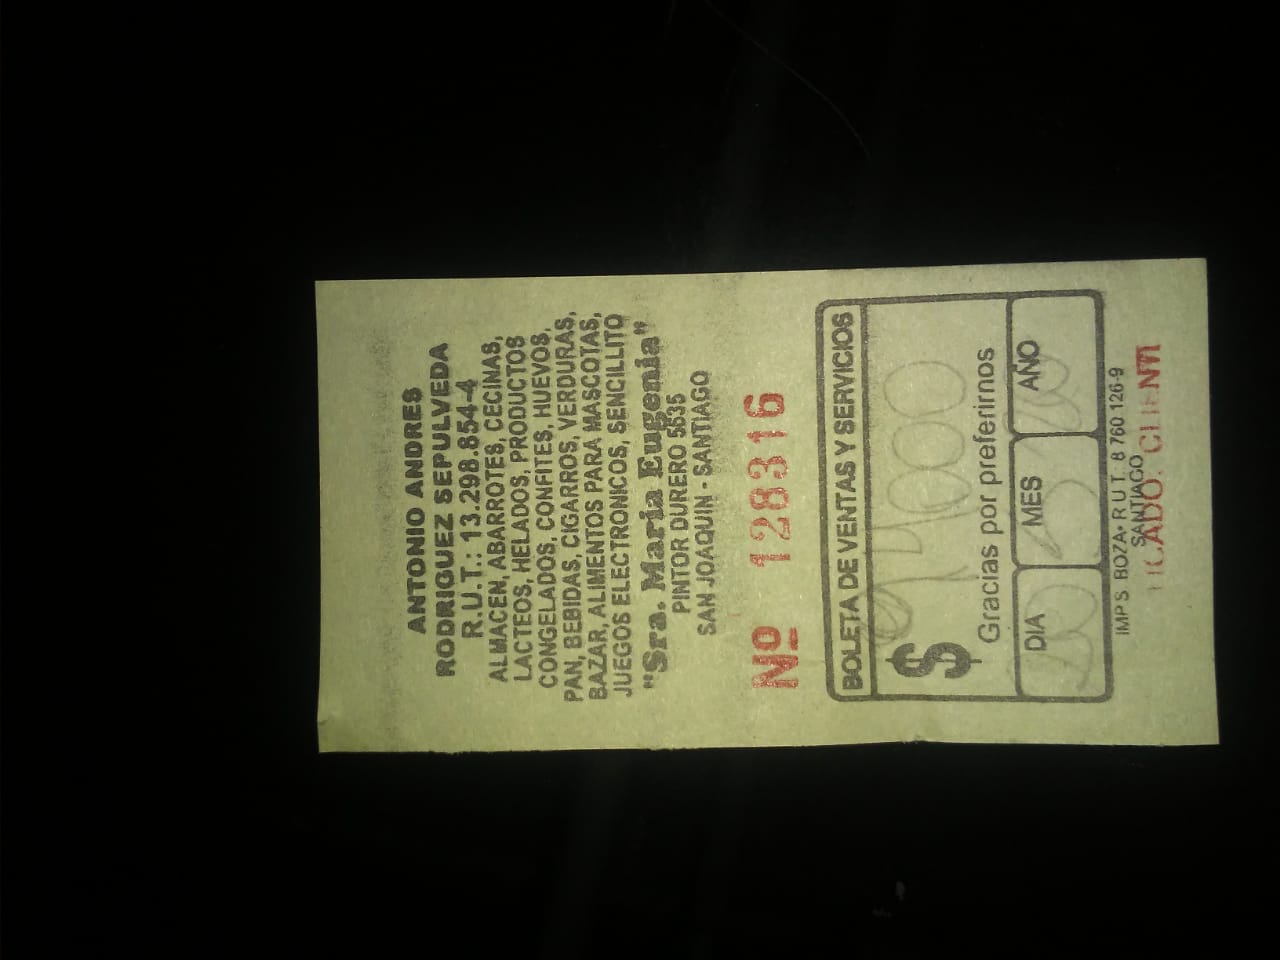 ANTONIO ANDRES
RODRIGUEZ SEPULVEDA
R.U.T.: 13.298.854-4
ALMACEN, ABARROTES, CECINAS,
LACTEOS, HELADOS, PRODUCTOS
CONGELADOS, CONFITES, HUEVOS,
PAN, BEBIDAS, CIGARROS, VERDURAS,
BAZAR, ALIMENTOS PARA MASCOTAS,
JUEGOS ELECTRONICOS, SENCILLITO
"Sra. Maria Eugenia"
PINTOR DURERO 5635
SAN JOAQUIN - SANTIAGO
Nº 128316
BOLETA DE VENTAS Y SERVICIOS
$
Gracias por preferirnos
DIA MES AÑO
IMPS BOZA • R.U.T. 8 760 126-9
SANTIAGO